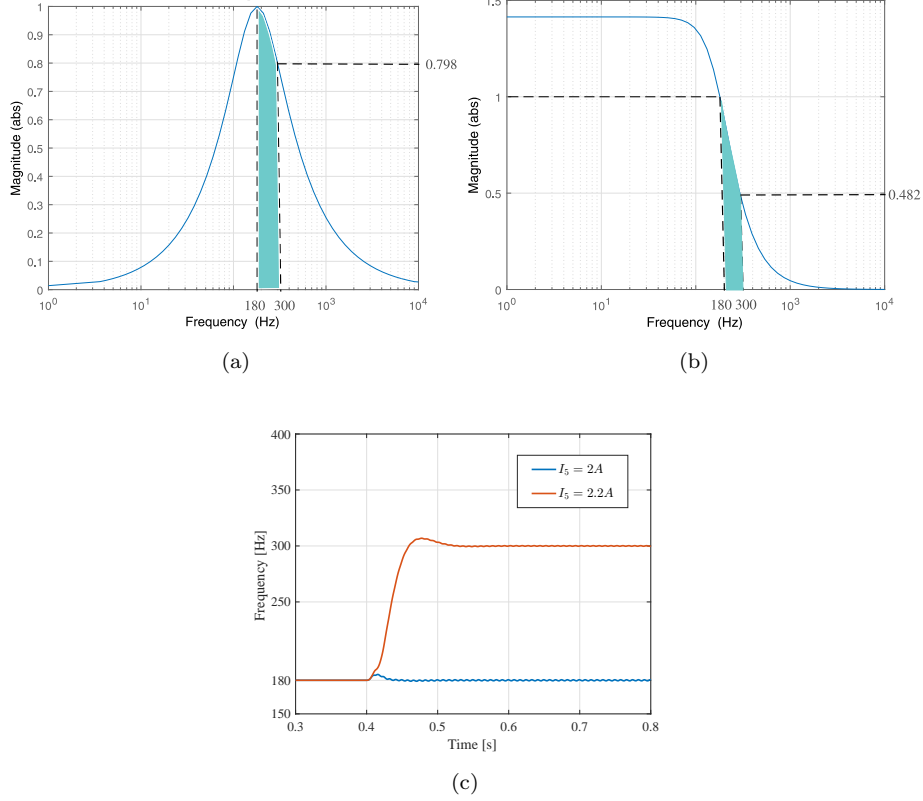 1
0.9
0.8
0.7
0.6
0.5
0.4
0.3
0.2
0.1
0
Magnitude (abs)
0.798
10^0
10^1
180 300
10^3
10^4
Frequency (Hz)
(a)
1.5
1
0.5
0
Magnitude (abs)
0.482
10^0
10^1
180 300
10^3
10^4
Frequency (Hz)
(b)
400
350
300
250
180
150
Frequency [Hz]
I_5 = 2A
I_5 = 2.2A
0.3 0.4 0.5 0.6 0.7 0.8
Time [s]
(c)